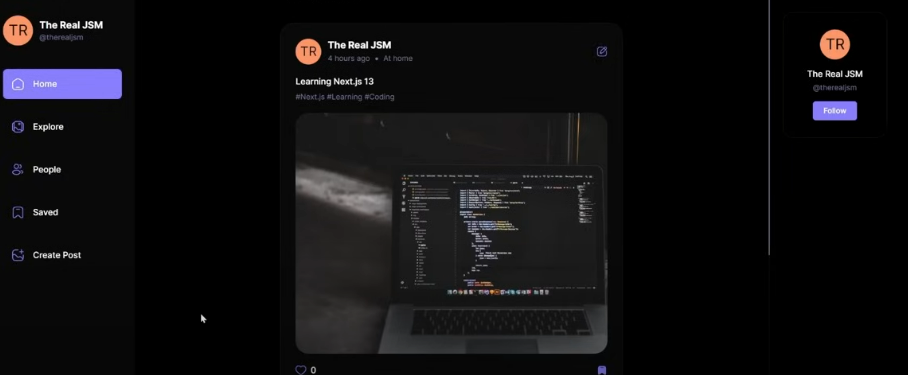 TR
The Real JSM
@therealjsm
Home
Explore
People
Saved
Create Post
TR
The Real JSM
4 hours ago • At home
Learning Next.js 13
#Next.js #Learning #Coding
0
TR
The Real JSM
@therealjsm
Follow